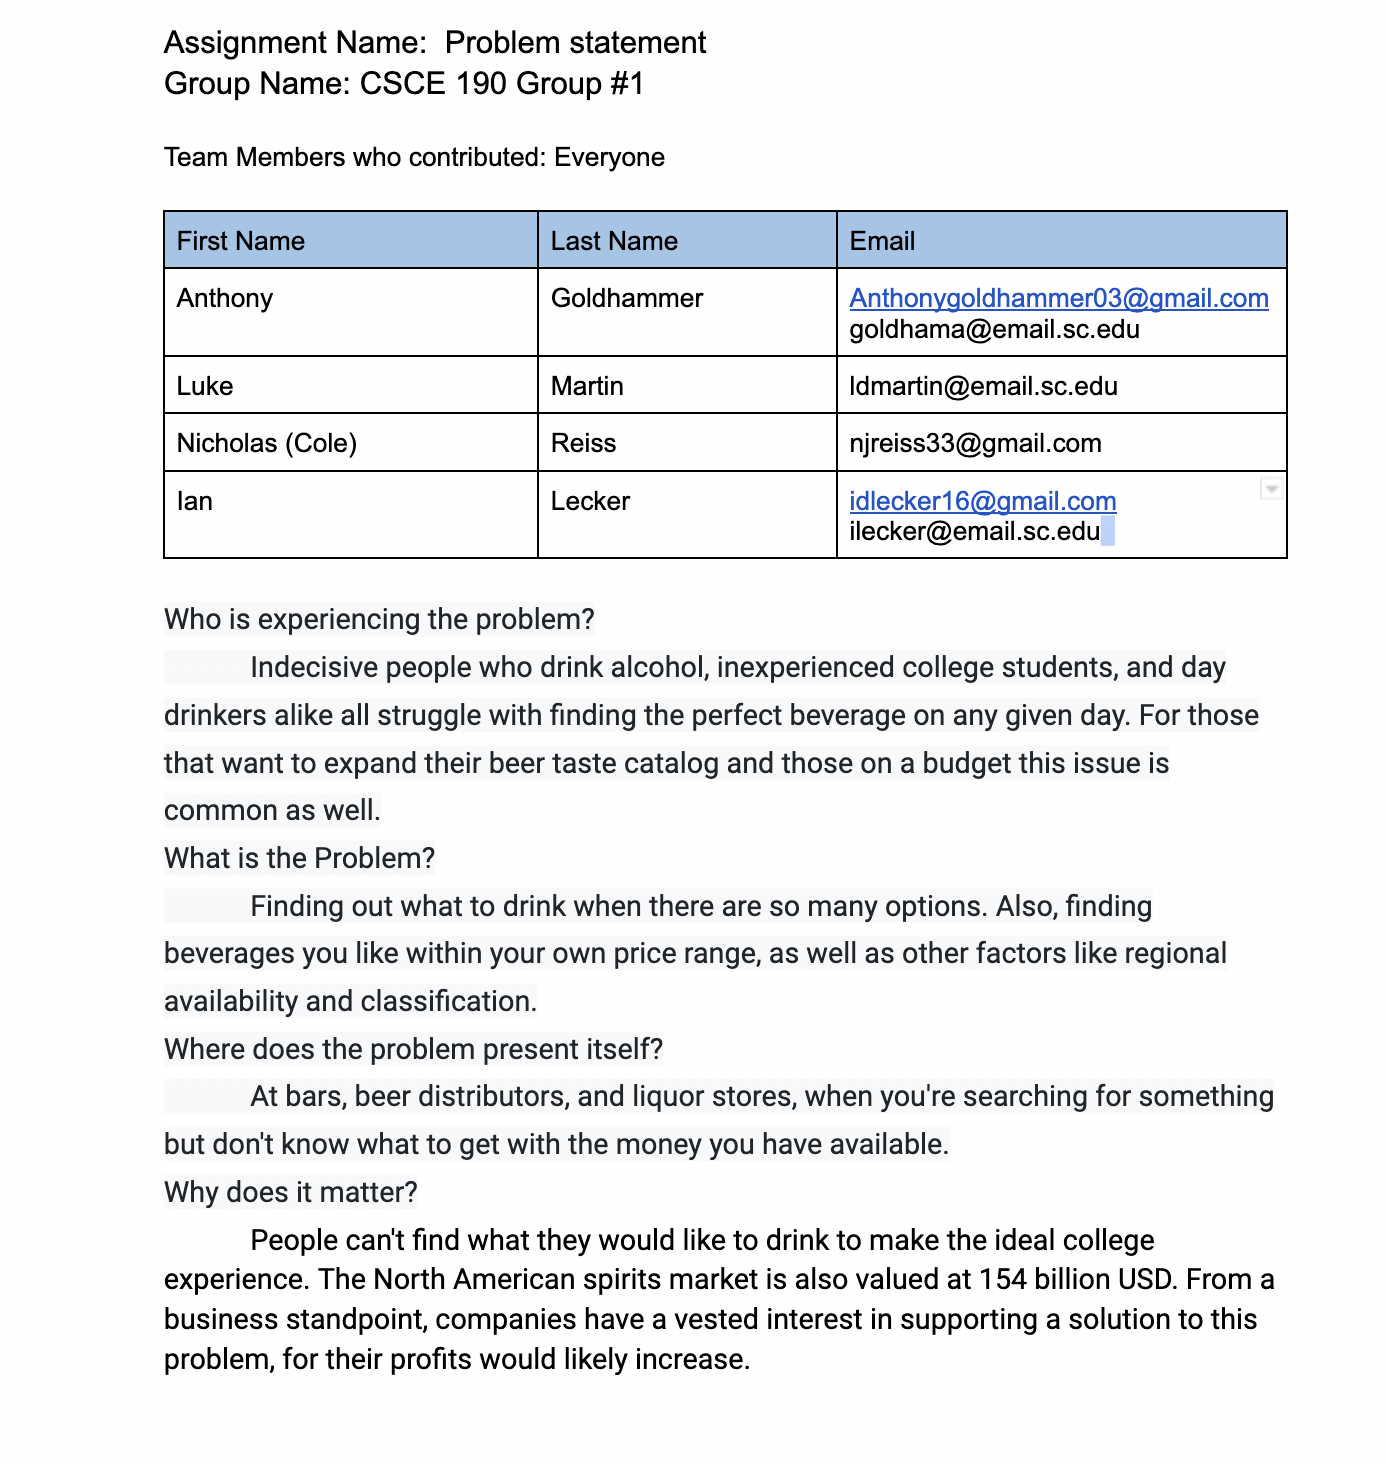 Assignment Name:  Problem statement
Group Name: CSCE 190 Group #1
Team Members who contributed: Everyone
First Name Last Name Email
Anthony Goldhammer Anthonygoldhammer03@gmail.com
goldhama@email.sc.edu
Luke Martin ldmartin@email.sc.edu
Nicholas (Cole) Reiss njreiss33@gmail.com
Ian Lecker idlecker16@gmail.com
ilecker@email.sc.edu
Who is experiencing the problem?
Indecisive people who drink alcohol, inexperienced college students, and day
drinkers alike all struggle with finding the perfect beverage on any given day. For those
that want to expand their beer taste catalog and those on a budget this issue is
common as well.
What is the Problem?
Finding out what to drink when there are so many options. Also, finding
beverages you like within your own price range, as well as other factors like regional
availability and classification.
Where does the problem present itself?
At bars, beer distributors, and liquor stores, when you're searching for something
but don't know what to get with the money you have available.
Why does it matter?
People can't find what they would like to drink to make the ideal college
experience. The North American spirits market is also valued at 154 billion USD. From a
business standpoint, companies have a vested interest in supporting a solution to this
problem, for their profits would likely increase.